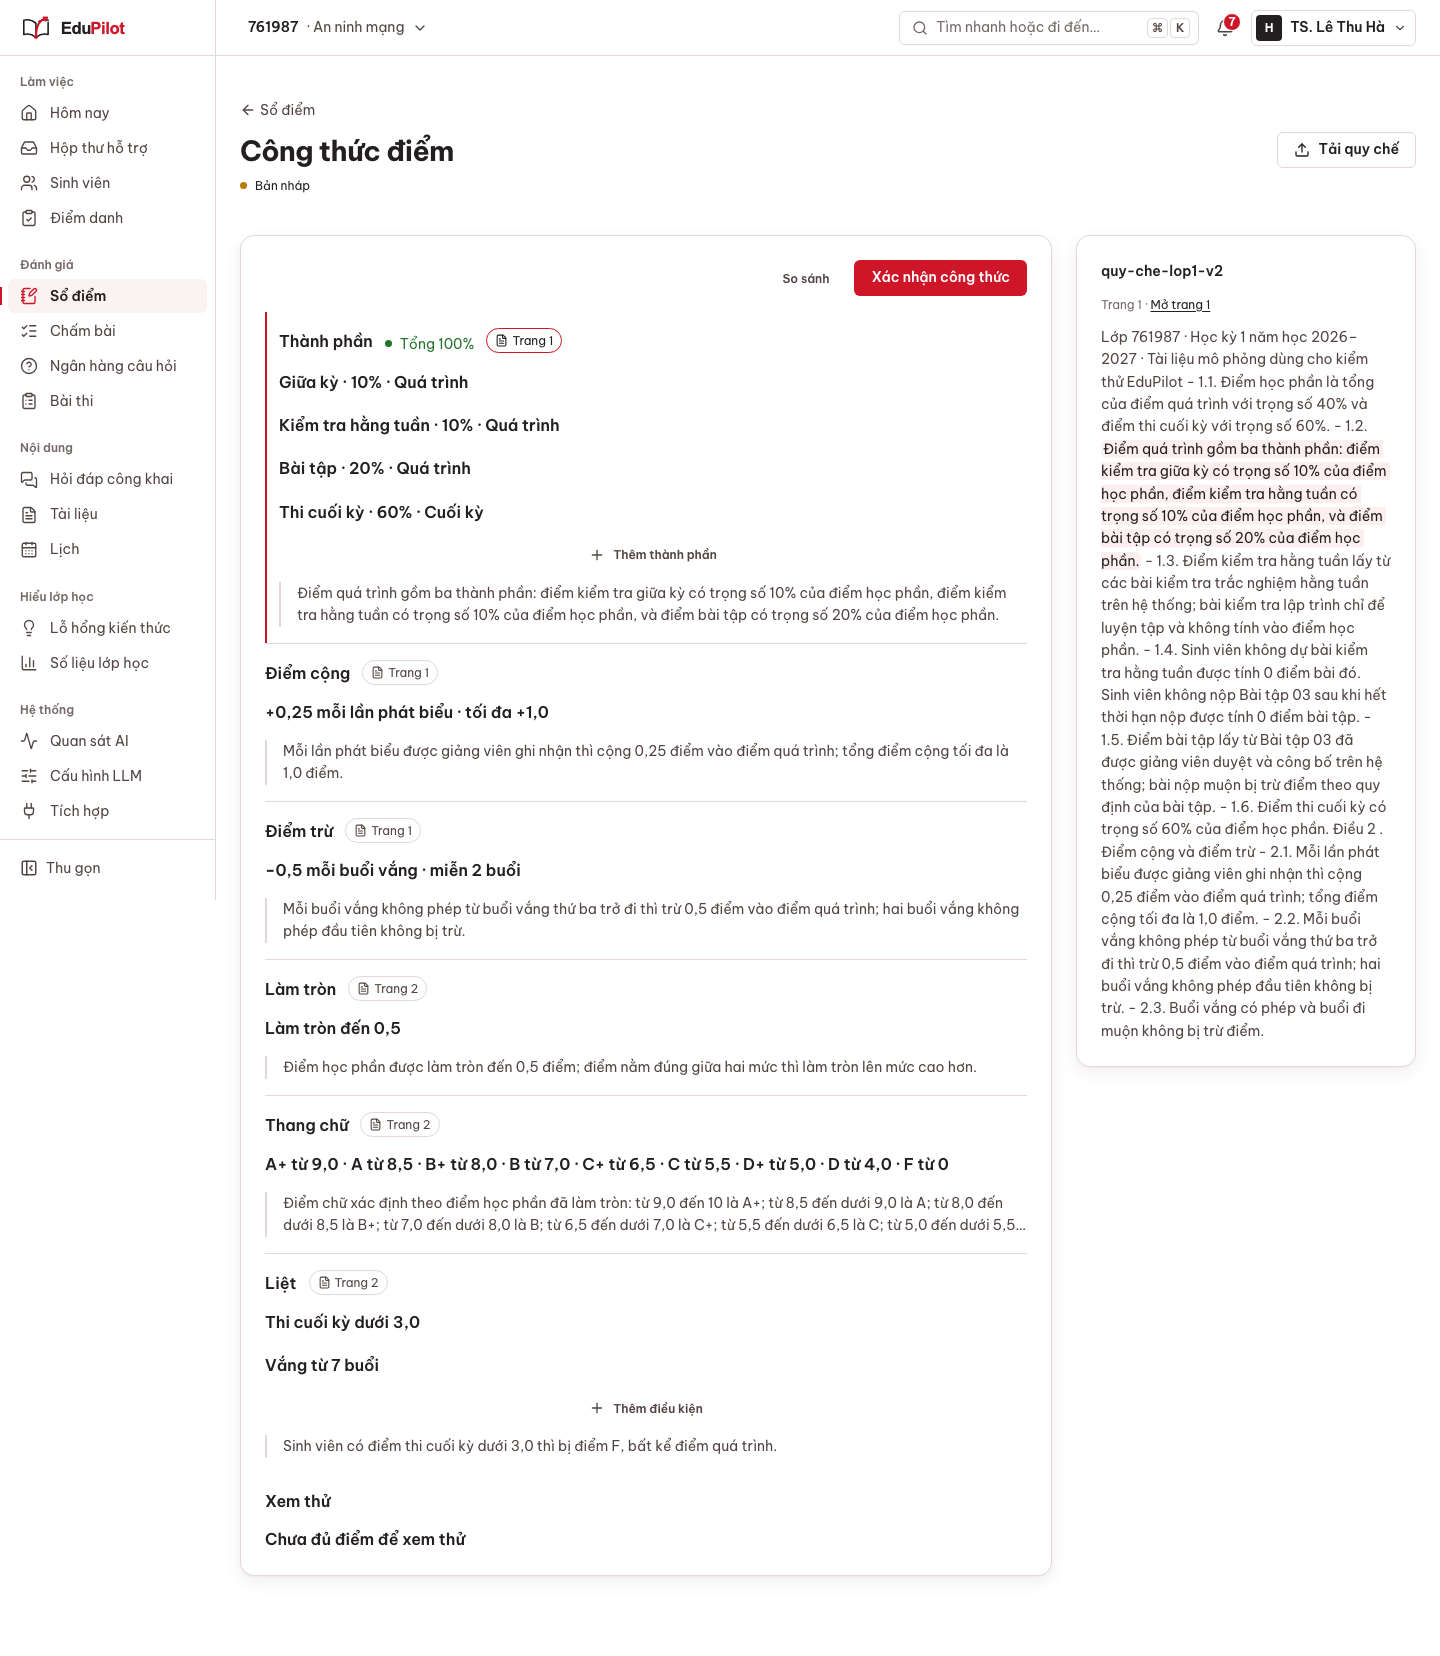 EduPilot
761987 · An ninh mạng
Tìm nhanh hoặc đi đến...
⌘ K
7
H
TS. Lê Thu Hà
Làm việc
Hôm nay
Hộp thư hỗ trợ
Sinh viên
Điểm danh
Đánh giá
Sổ điểm
Chấm bài
Ngân hàng câu hỏi
Bài thi
Nội dung
Hỏi đáp công khai
Tài liệu
Lịch
Hiểu lớp học
Lỗ hổng kiến thức
Số liệu lớp học
Hệ thống
Quan sát AI
Cấu hình LLM
Tích hợp
Thu gọn
← Sổ điểm
Công thức điểm
Bản nháp
Tải quy chế
So sánh
Xác nhận công thức
Thành phần
Tổng 100%
Trang 1
Giữa kỳ · 10% · Quá trình
Kiểm tra hằng tuần · 10% · Quá trình
Bài tập · 20% · Quá trình
Thi cuối kỳ · 60% · Cuối kỳ
+ Thêm thành phần
Điểm quá trình gồm ba thành phần: điểm kiểm tra giữa kỳ có trọng số 10% của điểm học phần, điểm kiểm
tra hằng tuần có trọng số 10% của điểm học phần, và điểm bài tập có trọng số 20% của điểm học phần.
Điểm cộng
Trang 1
+0,25 mỗi lần phát biểu · tối đa +1,0
Mỗi lần phát biểu được giảng viên ghi nhận thì cộng 0,25 điểm vào điểm quá trình; tổng điểm cộng tối đa là
1,0 điểm.
Điểm trừ
Trang 1
−0,5 mỗi buổi vắng · miễn 2 buổi
Mỗi buổi vắng không phép từ buổi vắng thứ ba trở đi thì trừ 0,5 điểm vào điểm quá trình; hai buổi vắng không
phép đầu tiên không bị trừ.
Làm tròn
Trang 2
Làm tròn đến 0,5
Điểm học phần được làm tròn đến 0,5 điểm; điểm nằm đúng giữa hai mức thì làm tròn lên mức cao hơn.
Thang chữ
Trang 2
A+ từ 9,0 · A từ 8,5 · B+ từ 8,0 · B từ 7,0 · C+ từ 6,5 · C từ 5,5 · D+ từ 5,0 · D từ 4,0 · F từ 0
Điểm chữ xác định theo điểm học phần đã làm tròn: từ 9,0 đến 10 là A+; từ 8,5 đến dưới 9,0 là A; từ 8,0 đến
dưới 8,5 là B+; từ 7,0 đến dưới 8,0 là B; từ 6,5 đến dưới 7,0 là C+; từ 5,5 đến dưới 6,5 là C; từ 5,0 đến dưới 5,5...
Liệt
Trang 2
Thi cuối kỳ dưới 3,0
Vắng từ 7 buổi
+ Thêm điều kiện
Sinh viên có điểm thi cuối kỳ dưới 3,0 thì bị điểm F, bất kể điểm quá trình.
Xem thử
Chưa đủ điểm để xem thử
quy-che-lop1-v2
Trang 1 · Mở trang 1
Lớp 761987 · Học kỳ 1 năm học 2026–
2027 · Tài liệu mô phỏng dùng cho kiểm
thử EduPilot - 1.1. Điểm học phần là tổng
của điểm quá trình với trọng số 40% và
điểm thi cuối kỳ với trọng số 60%. - 1.2.
Điểm quá trình gồm ba thành phần: điểm
kiểm tra giữa kỳ có trọng số 10% của điểm
học phần, điểm kiểm tra hằng tuần có
trọng số 10% của điểm học phần, và điểm
bài tập có trọng số 20% của điểm học
phần. - 1.3. Điểm kiểm tra hằng tuần lấy từ
các bài kiểm tra trắc nghiệm hằng tuần
trên hệ thống; bài kiểm tra lập trình chỉ để
luyện tập và không tính vào điểm học
phần. - 1.4. Sinh viên không dự bài kiểm
tra hằng tuần được tính 0 điểm bài đó.
Sinh viên không nộp Bài tập 03 sau khi hết
thời hạn nộp được tính 0 điểm bài tập. -
1.5. Điểm bài tập lấy từ Bài tập 03 đã
được giảng viên duyệt và công bố trên hệ
thống; bài nộp muộn bị trừ điểm theo quy
định của bài tập. - 1.6. Điểm thi cuối kỳ có
trọng số 60% của điểm học phần. Điều 2 .
Điểm cộng và điểm trừ - 2.1. Mỗi lần phát
biểu được giảng viên ghi nhận thì cộng
0,25 điểm vào điểm quá trình; tổng điểm
cộng tối đa là 1,0 điểm. - 2.2. Mỗi buổi
vắng không phép từ buổi vắng thứ ba trở
đi thì trừ 0,5 điểm vào điểm quá trình; hai
buổi vắng không phép đầu tiên không bị
trừ. - 2.3. Buổi vắng có phép và buổi đi
muộn không bị trừ điểm.